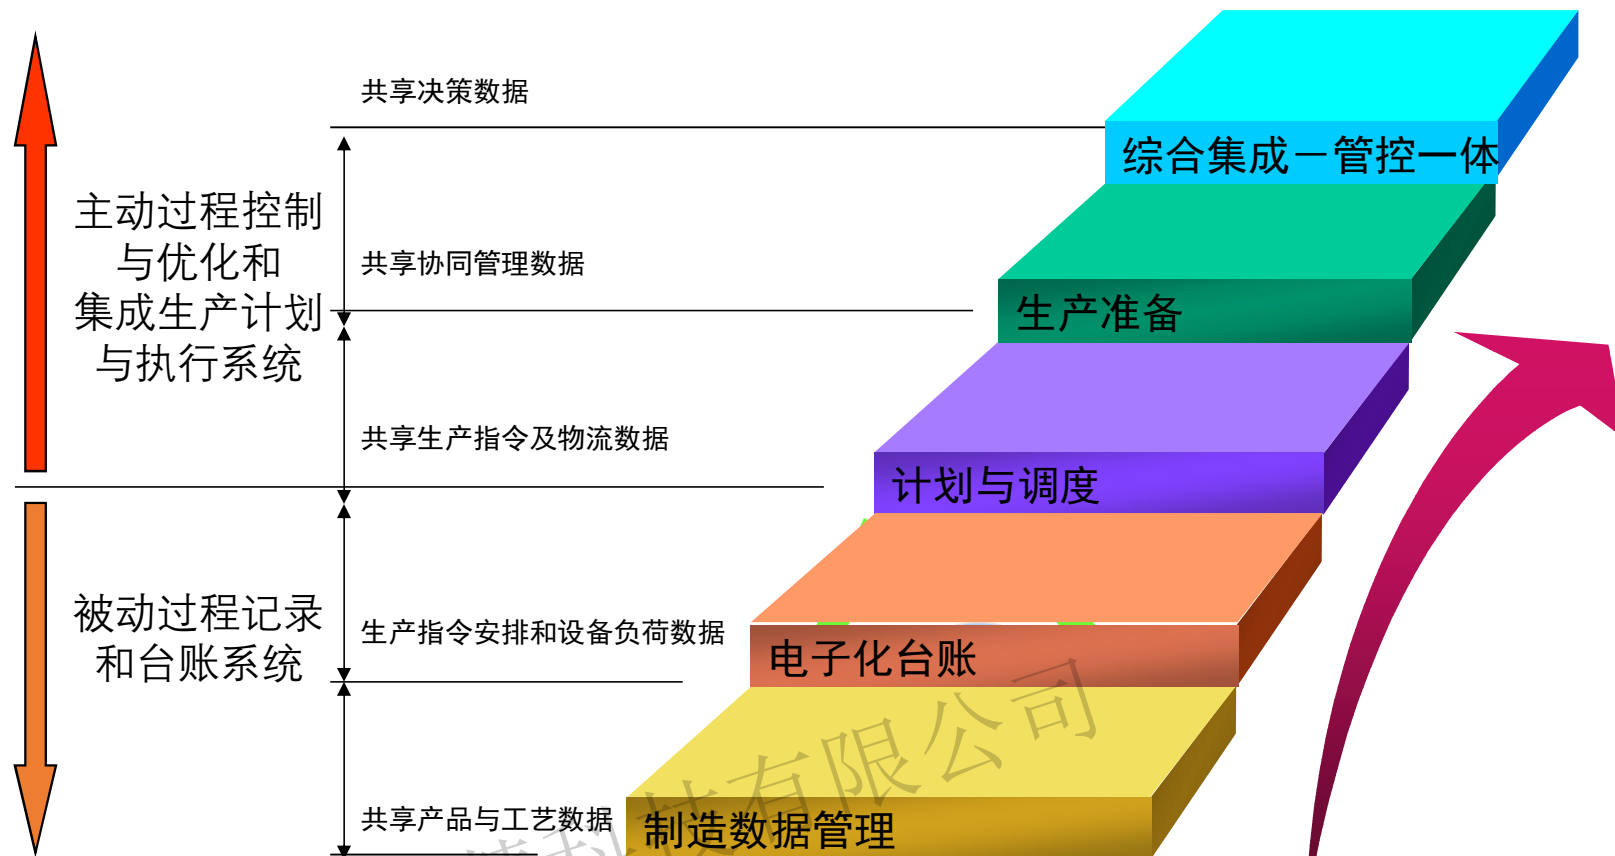 共享决策数据
综合集成－管控一体
主动过程控制
与优化和
集成生产计划
与执行系统
共享协同管理数据
生产准备
共享生产指令及物流数据
计划与调度
被动过程记录
和台账系统
生产指令安排和设备负荷数据
电子化台账
共享产品与工艺数据
制造数据管理
科技有限公司